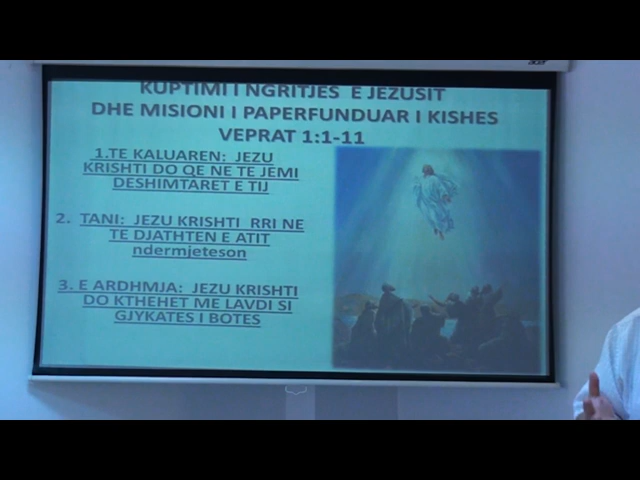 KUPTIMI I NGRITJES E JEZUSIT
DHE MISIONI I PAPERFUNDUAR I KISHES
VEPRAT 1:1-11
1.TE KALUAREN: JEZU
KRISHTI DO QE NE TE JEMI
DESHIMTARET E TIJ
2. TANI: JEZU KRISHTI RRI NE
TE DJATHTEN E ATIT
ndermjeteson
3. E ARDHMJA: JEZU KRISHTI
DO KTHEHET ME LAVDI SI
GJYKATES I BOTES
acer